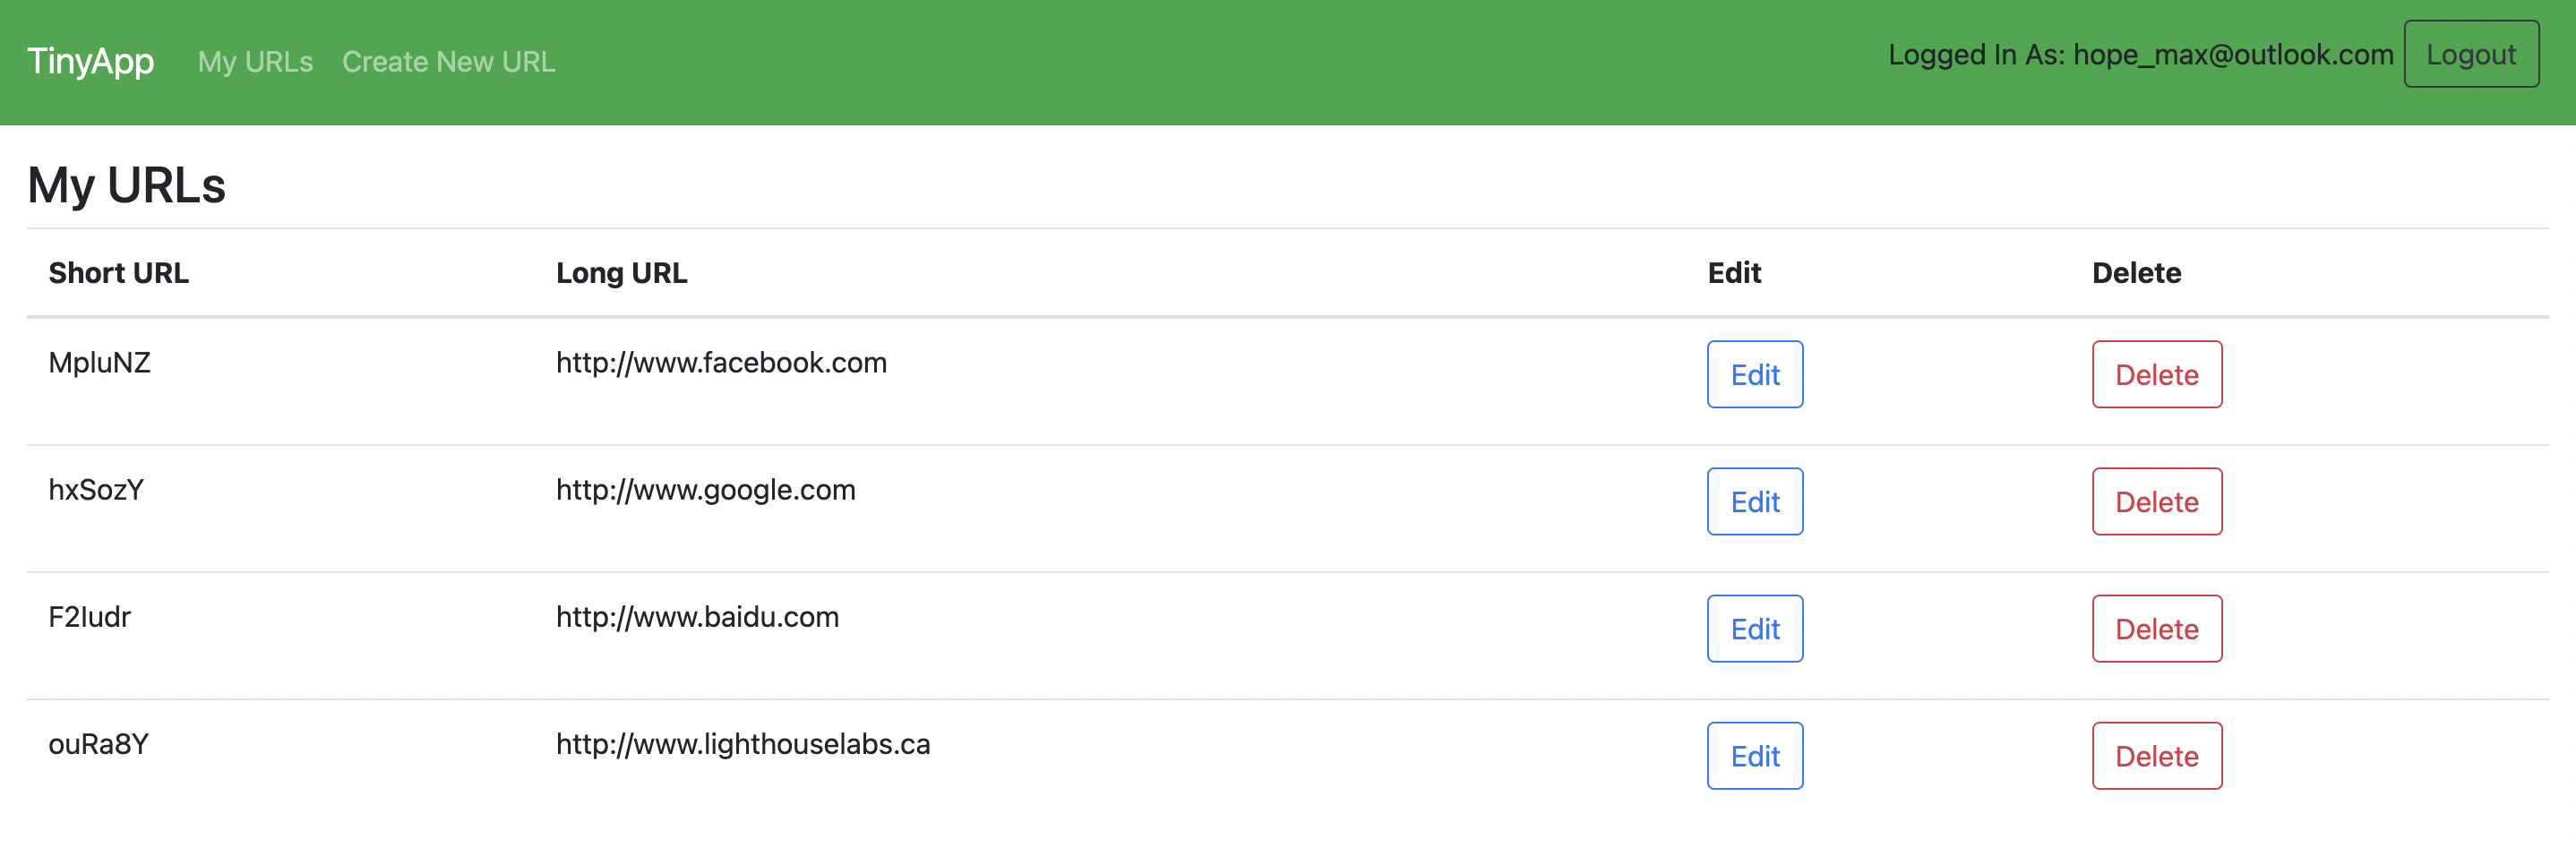 TinyApp My URLs Create New URL Logged In As: hope_max@outlook.com Logout
My URLs
Short URL Long URL Edit Delete
MpluNZ http://www.facebook.com Edit Delete
hxSozY http://www.google.com Edit Delete
F2ludr http://www.baidu.com Edit Delete
ouRa8Y http://www.lighthouselabs.ca Edit Delete